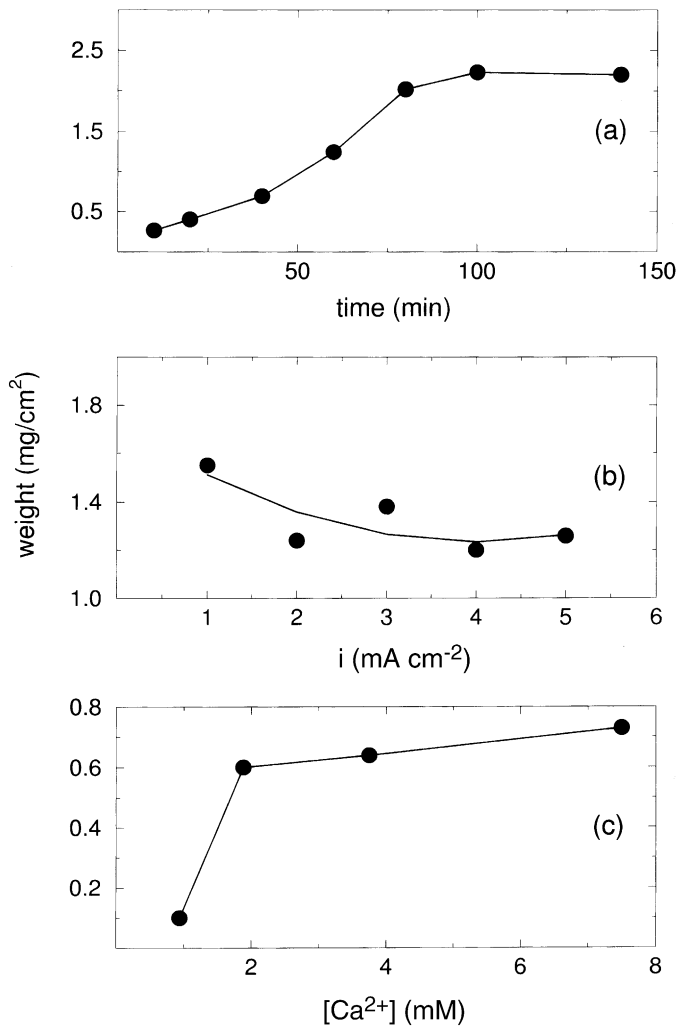 2.5
1.5
(a)
0.5
50 100 150
time (min)
weight (mg/cm²)
1.8
(b)
1.4
1.0
1 2 3 4 5 6
i (mA cm⁻²)
0.8
0.6
(c)
0.4
0.2
2 4 6 8
[Ca²⁺] (mM)